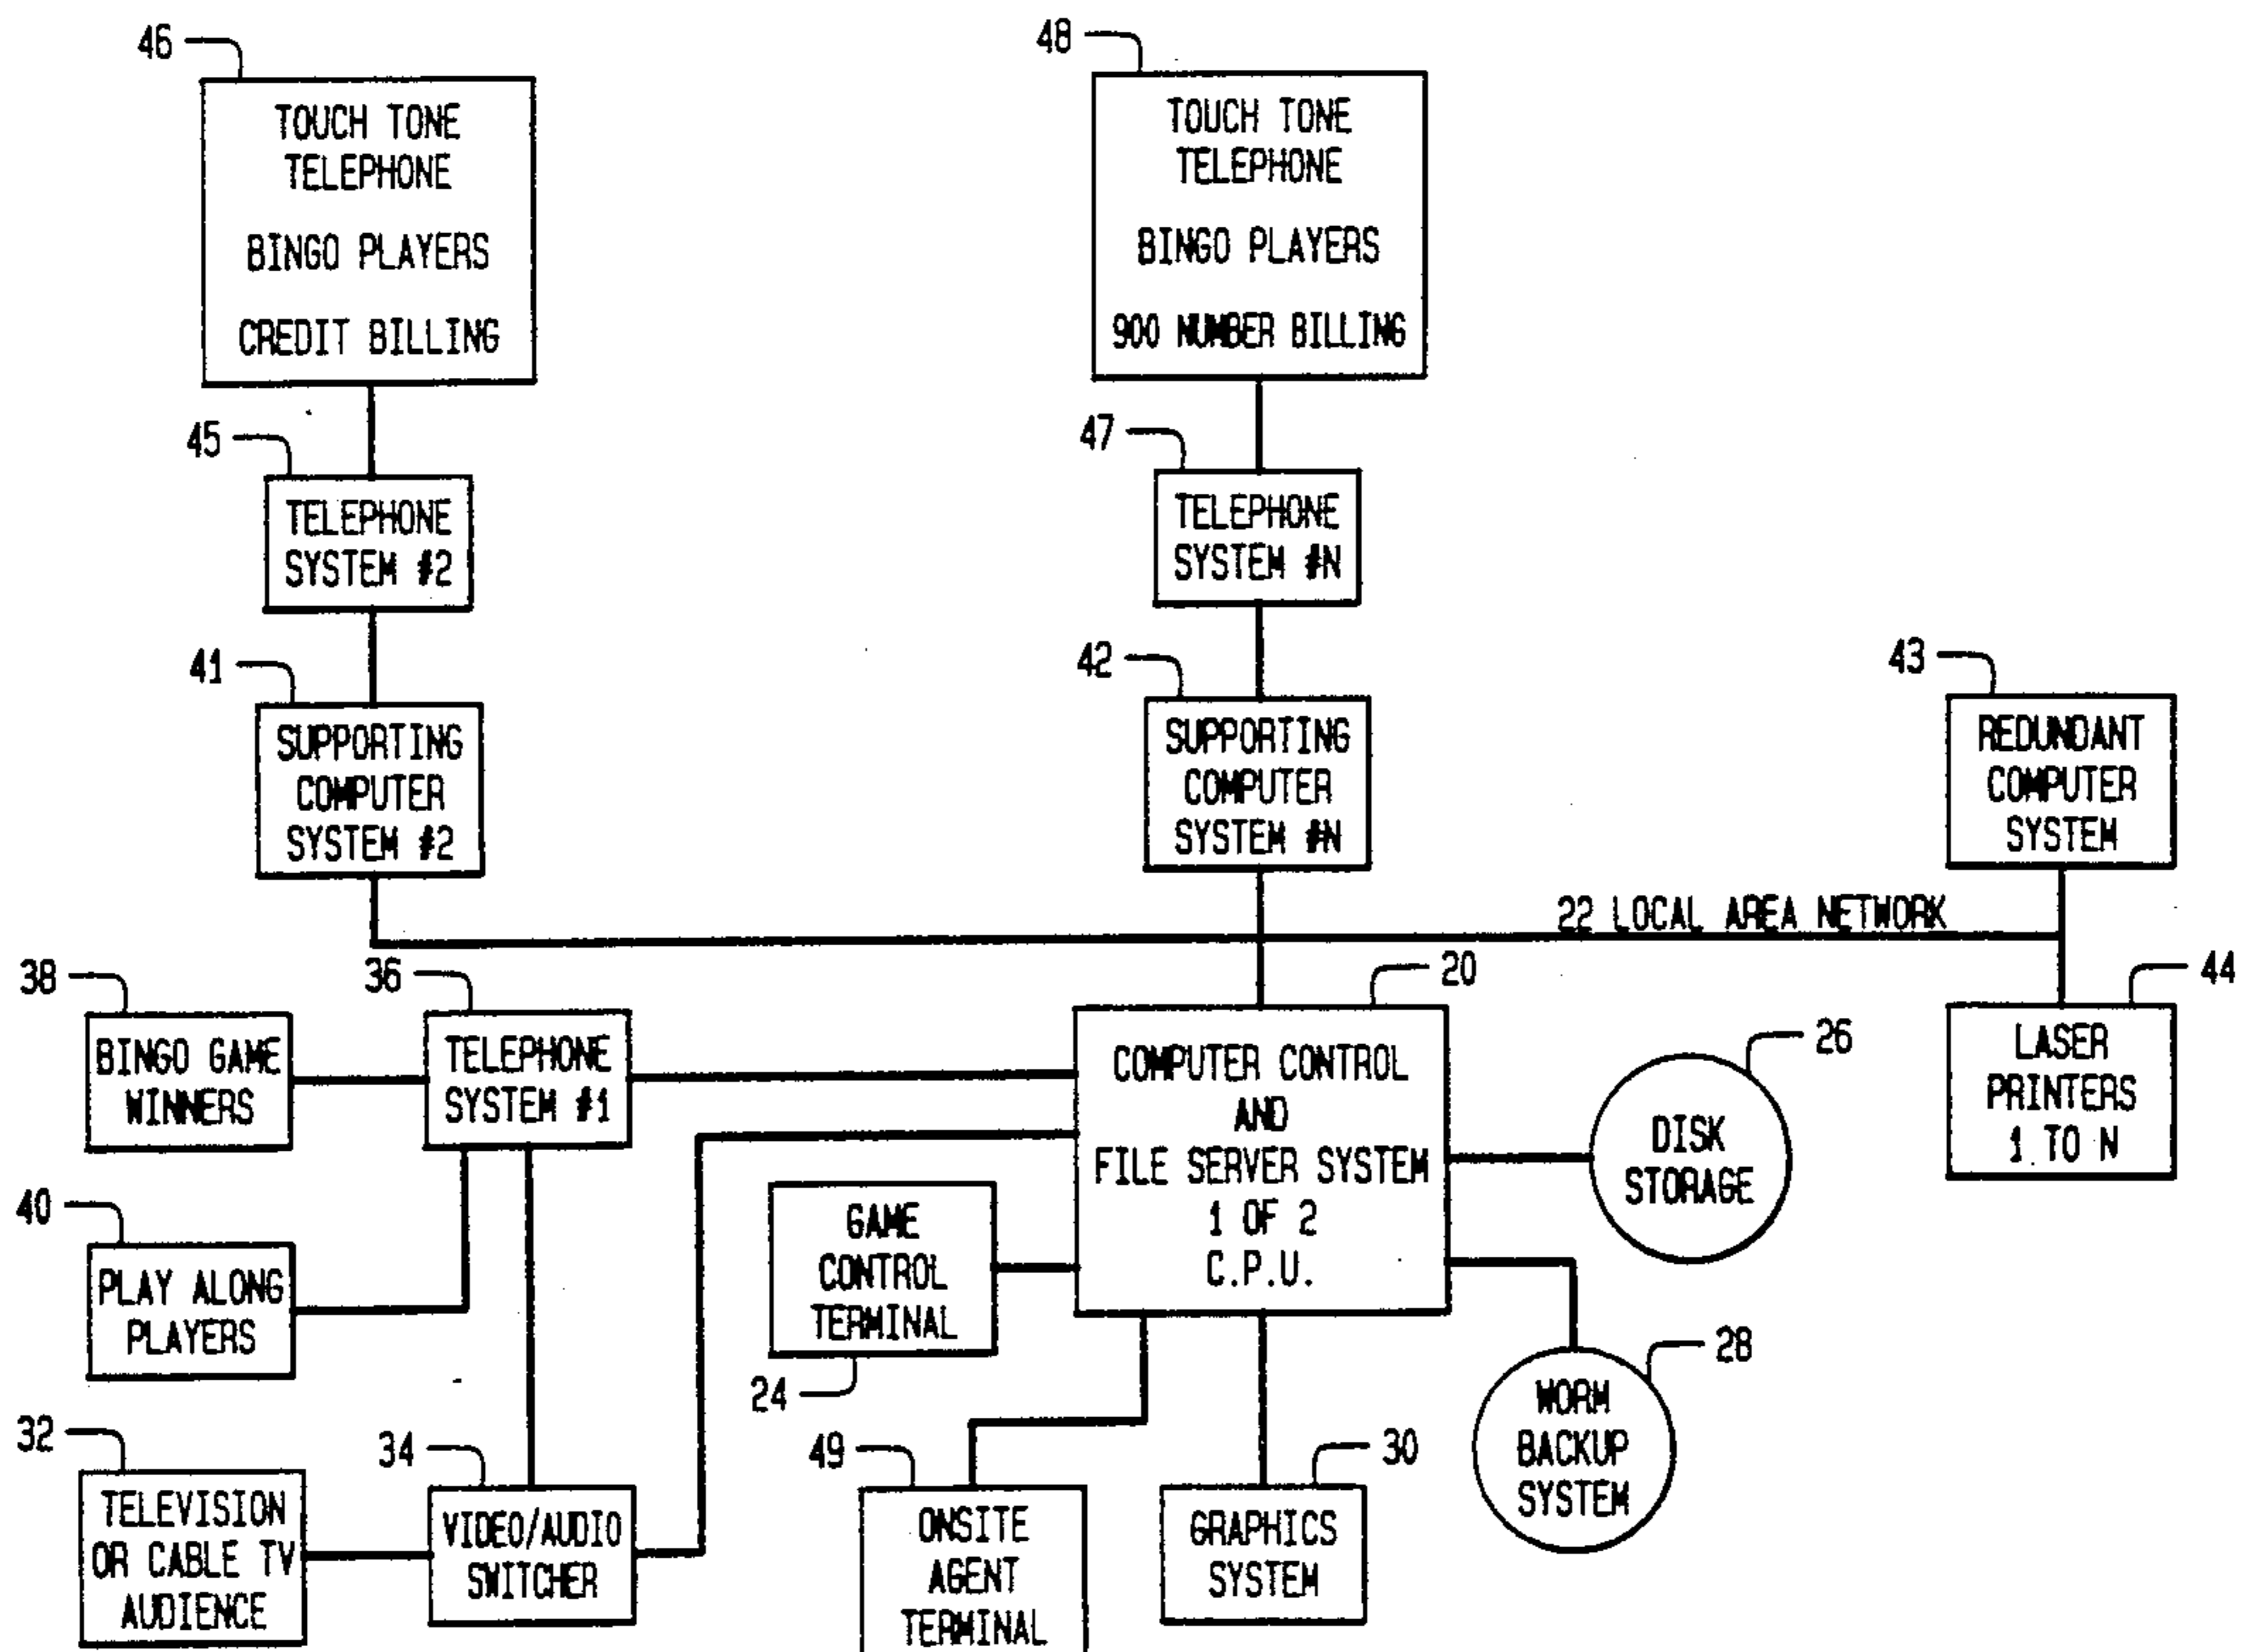 46
TOUCH TONE
TELEPHONE
BINGO PLAYERS
CREDIT BILLING
48
TOUCH TONE
TELEPHONE
BINGO PLAYERS
900 NUMBER BILLING
45
TELEPHONE
SYSTEM #2
47
TELEPHONE
SYSTEM #N
41
SUPPORTING
COMPUTER
SYSTEM #2
42
SUPPORTING
COMPUTER
SYSTEM #N
43
REDUNDANT
COMPUTER
SYSTEM
22 LOCAL AREA NETWORK
38
BINGO GAME
WINNERS
36
TELEPHONE
SYSTEM #1
20
COMPUTER CONTROL
AND
FILE SERVER SYSTEM
1 OF 2
C.P.U.
26
DISK
STORAGE
44
LASER
PRINTERS
1 TO N
40
PLAY ALONG
PLAYERS
GAME
CONTROL
TERMINAL
24
28
WORM
BACKUP
SYSTEM
32
TELEVISION
OR CABLE TV
AUDIENCE
34
VIDEO/AUDIO
SWITCHER
49
ONSITE
AGENT
TERMINAL
30
GRAPHICS
SYSTEM